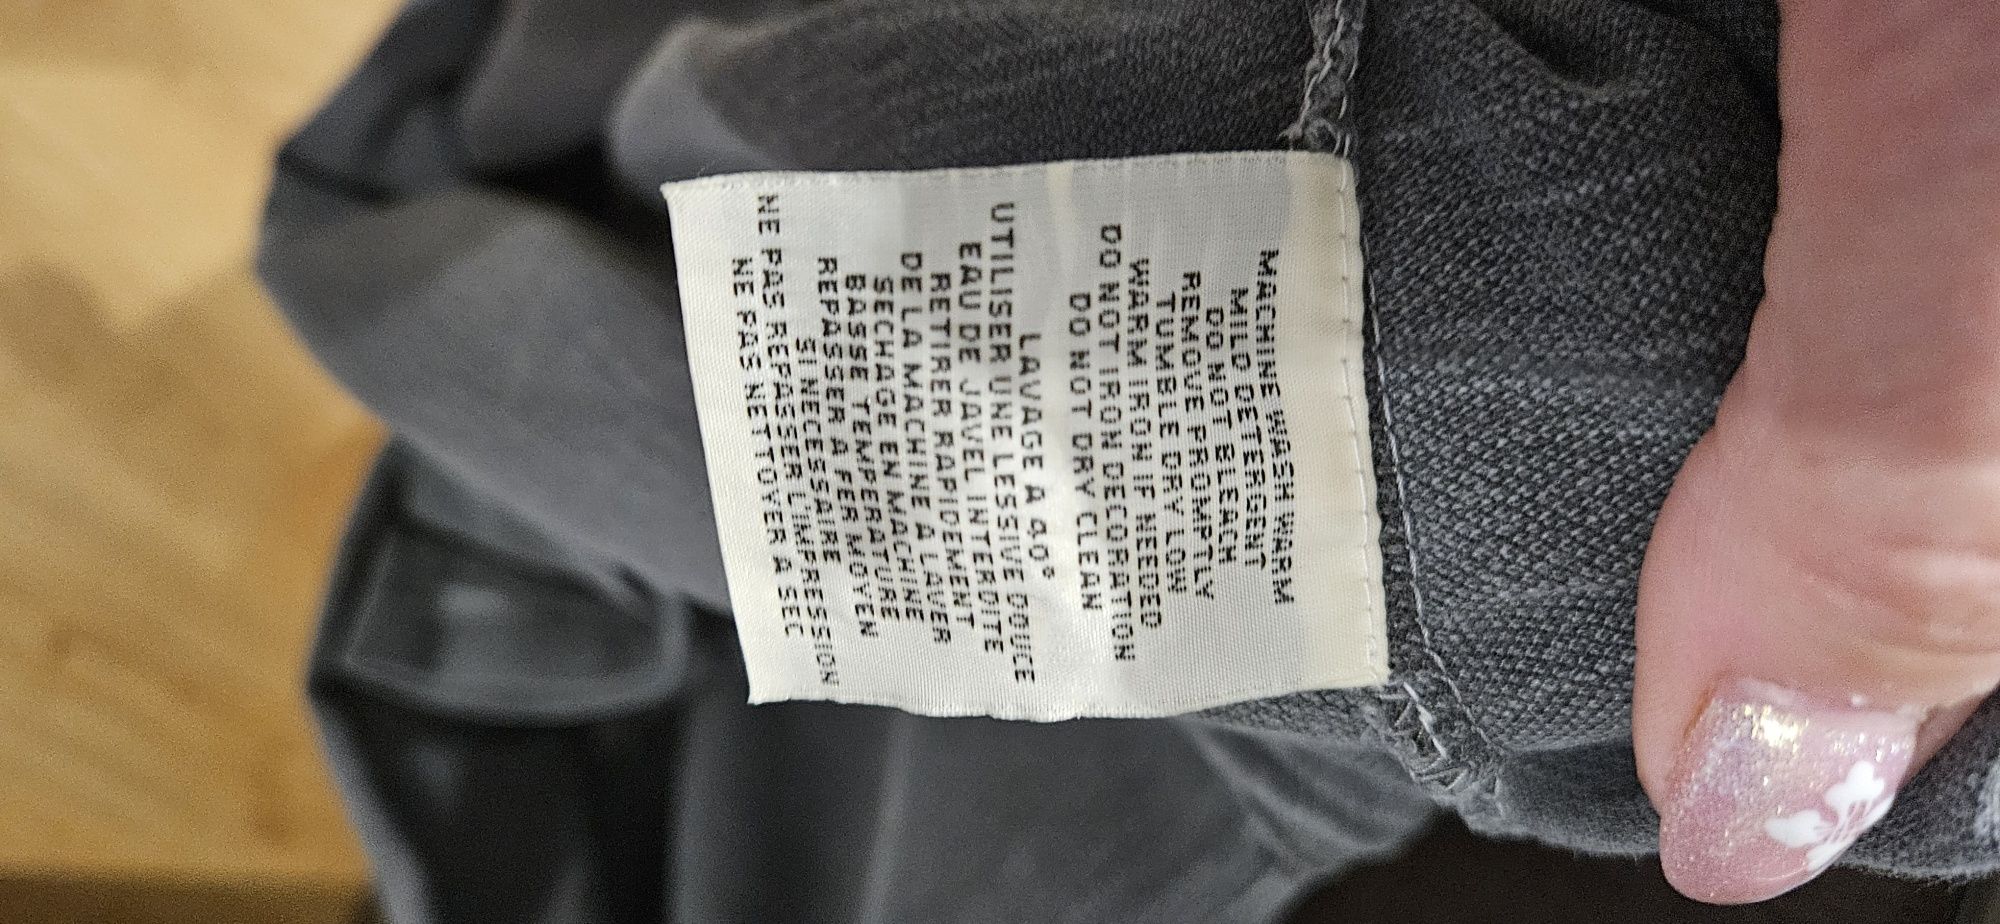 MACHINE WASH WARM
MILD DETERGENT
DO NOT BLEACH
REMOVE PROMPTLY
TUMBLE DRY LOW
WARM IRON IF NEEDED
DO NOT IRON DECORATION
DO NOT DRY CLEAN
LAVAGE A 40°
UTILISER UNE LESSIVE DOUCE
EAU DE JAVEL INTERDITE
RETIRER RAPIDEMENT
DE LA MACHINE A LAVER
SECHAGE EN MACHINE
BASSE TEMPERATURE
REPASSER A FER MOYEN
SI NECESSAIRE
NE PAS REPASSER L'IMPRESSION
NE PAS NETTOYER A SEC